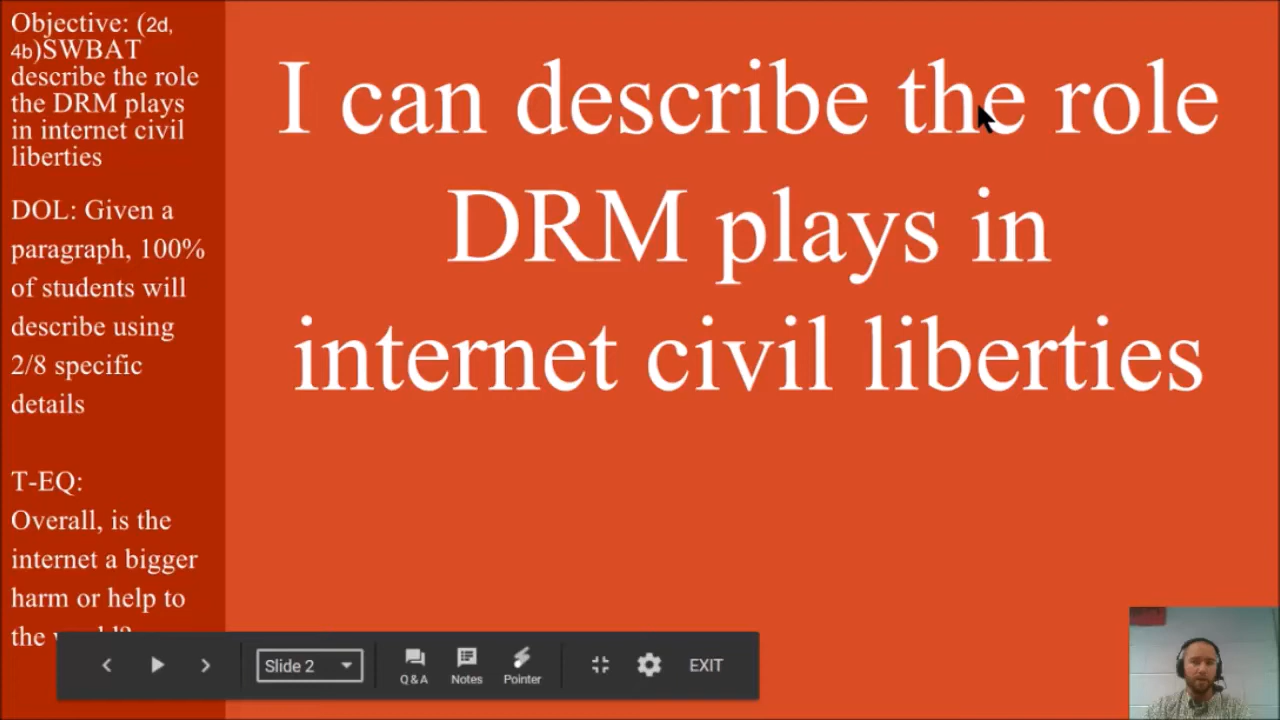 Objective: (2d,
4b)SWBAT
describe the role
the DRM plays
in internet civil
liberties
DOL: Given a
paragraph, 100%
of students will
describe using
2/8 specific
details
T-EQ:
Overall, is the
internet a bigger
harm or help to
the
I can describe the role
DRM plays in
internet civil liberties
Slide 2
Q & A
Notes
Pointer
EXIT